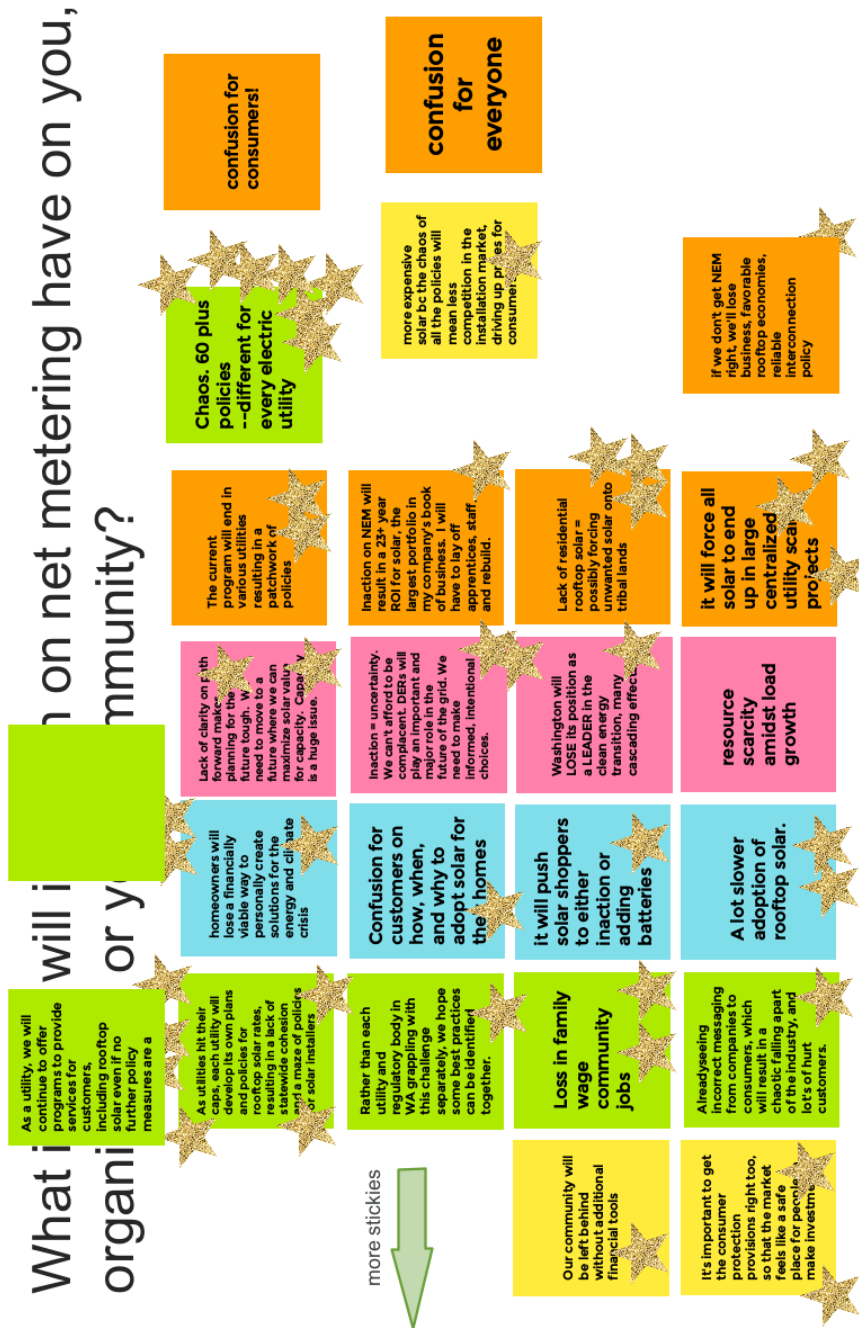 What i
will i
n on net metering have on you,
organi
or y
mmunity?
As a utility, we will
continue to offer
programs to provide
services for
customers,
including rooftop
solar even if no
further policy
measures are a
As utilities hit their
caps, each utility will
develop its own plans
and policies for
rooftop solar rates,
resulting in a lack of
statewide cohesion
and a maze of policies
or solar installers
homeowners will
lose a financially
viable way to
personally create
solutions for the
energy and climate
crisis
Lack of clarity on path
forward makes
planning for the
future tough. W
need to move to a
future where we can
maximize solar value
for capacity. Capacity
is a huge issue.
The current
program will end in
various utilities
resulting in a
patchwork of
policies
Chaos. 60 plus
policies
--different for
every electric
utility
confusion for
consumers!
more stickies
Rather than each
utility and
regulatory body in
WA grappling with
this challenge
separately, we hope
some best practices
can be identified
together.
Confusion for
customers on
how, when,
and why to
adopt solar for
the homes
Inaction = uncertainty.
We can't afford to be
complacent. DERs will
play an important and
major role in the
future of the grid. We
need to make
informed, intentional
choices.
Inaction on NEM will
result in a 21+ year
ROI for solar, the
largest portfolio in
my company's book
of business. I will
have to lay off
apprentices, staff,
and rebuild.
more expensive
solar bc the chaos of
all the policies will
mean less
competition in the
installation market,
driving up prices for
consumers
confusion
for
everyone
Our community will
be left behind
without additional
financial tools
Loss in family
wage
community
jobs
it will push
solar shoppers
to either
inaction or
adding
batteries
Washington will
LOSE its position as
a LEADER in the
clean energy
transition, many
cascading effects
Lack of residential
rooftop solar =
possibly forcing
unwanted solar onto
tribal lands
It's important to get
the consumer
protection
provisions right too,
so that the market
feels like a safe
place for people
make investme
Alreadyseeing
incorrect messaging
from companies to
consumers, which
will result in a
chaotic falling apart
of the industry, and
lot's of hurt
customers.
A lot slower
adoption of
rooftop solar.
resource
scarcity
amidst load
growth
it will force all
solar to end
up in large
centralized
utility scal
projects
if we don't get NEM
right, we'll lose
business, favorable
rooftop economies,
reliable
interconnection
policy